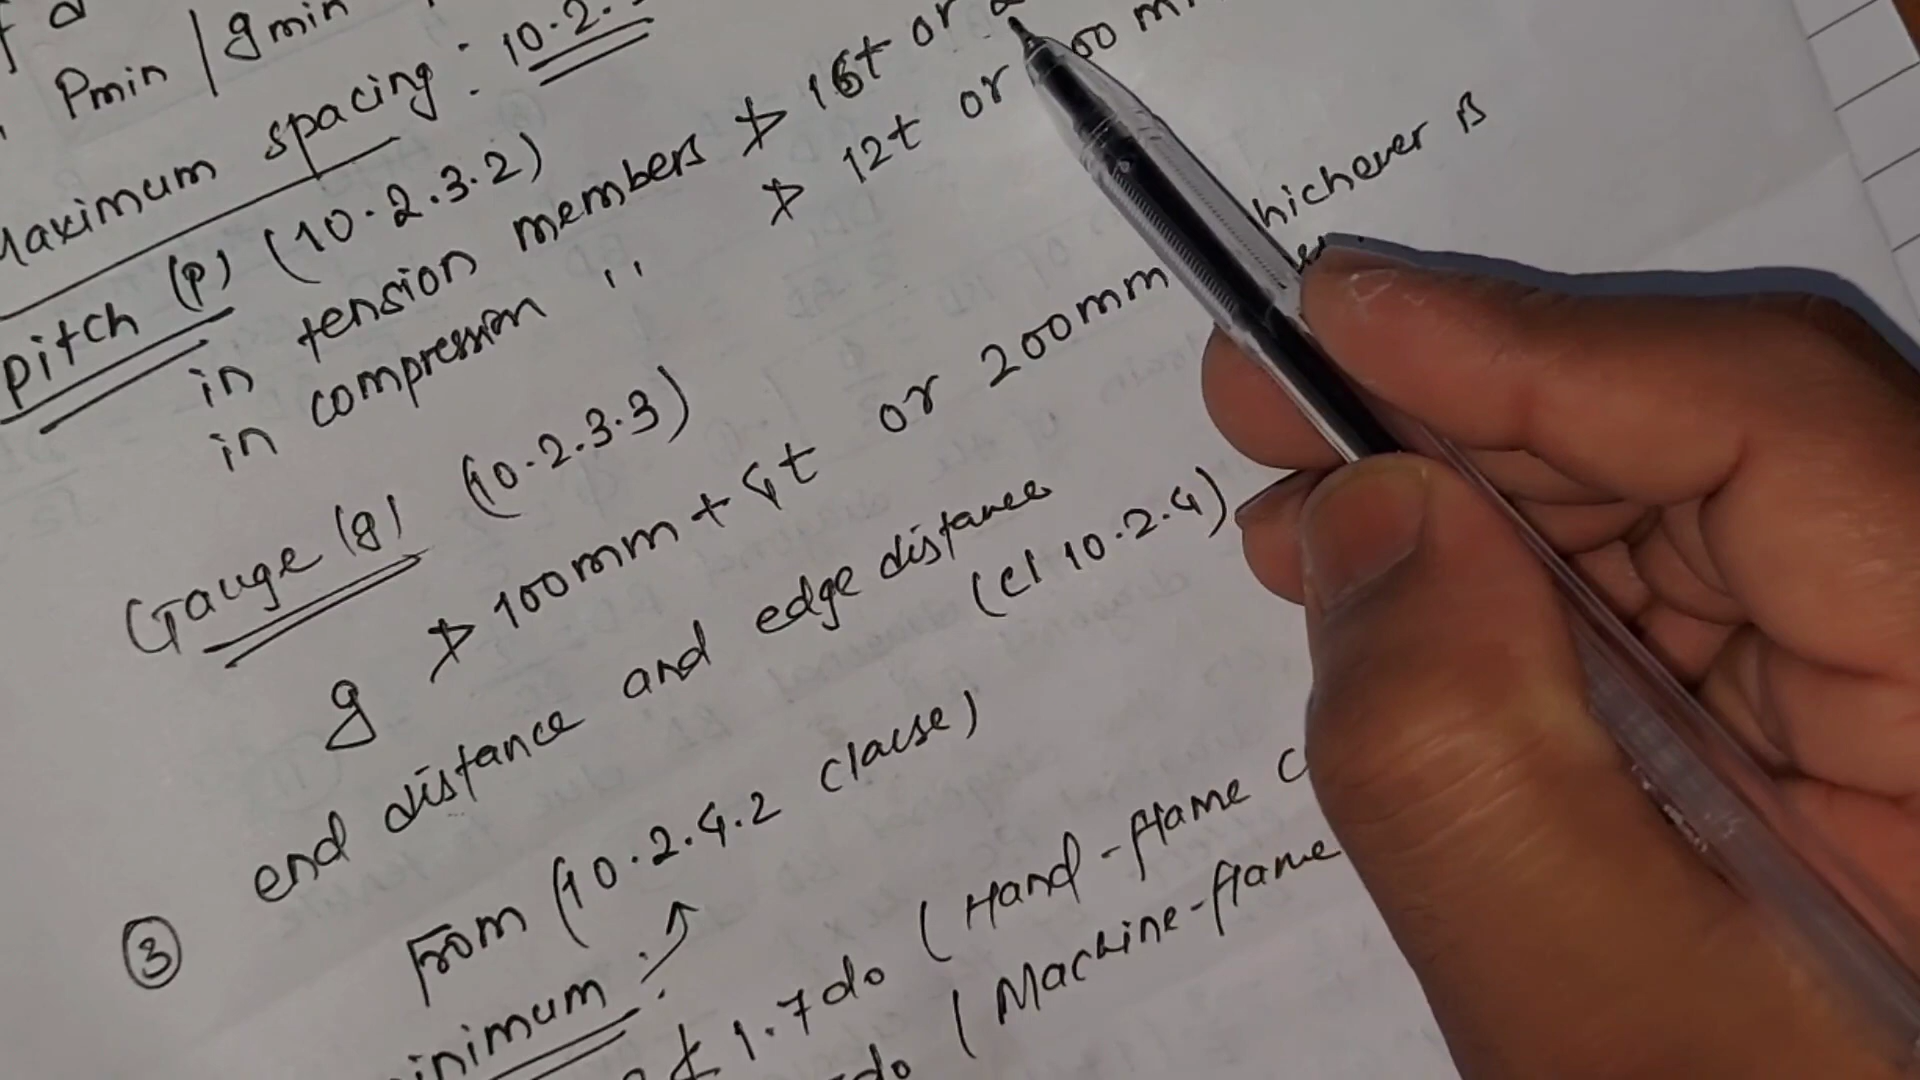 Pmin / gmin
Maximum spacing : 10.2.
Pitch (P) (10.2.3.2)
in tension members ≯ 16t or
in compression " ≯ 12t or 00 m
Gauge (g) (10.2.3.3)
g ≯ 100mm + 4t or 200mm whichever is
③ end distance and edge distance
(Cl 10.2.4)
From (10.2.4.2 clause)
inimum :
≮ 1.7do (Hand-flame
do (Machine-flame